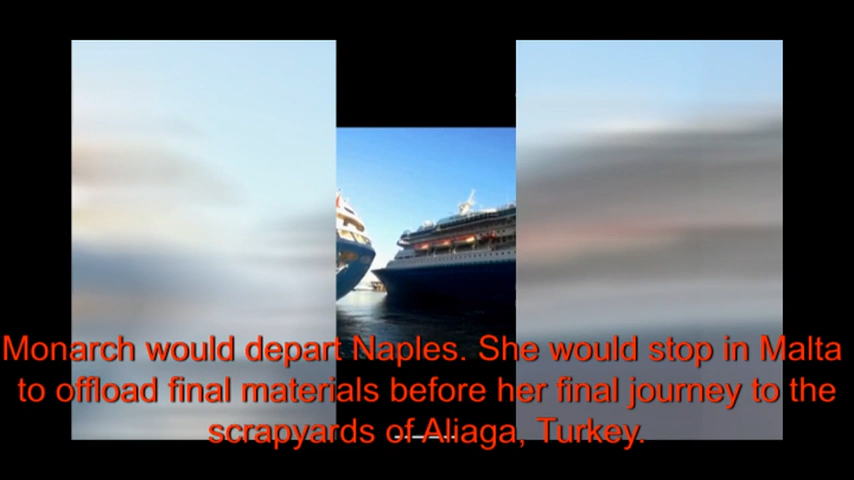 Monarch would depart Naples. She would stop in Malta
to offload final materials before her final journey to the
scrapyards of Aliaga, Turkey.